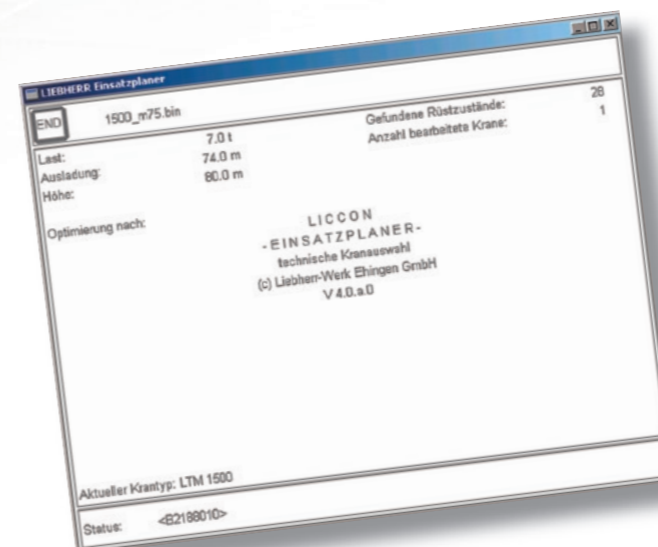 LIEBHERR Einsatzplaner
END 1500_m75.bin
Last: 7.0 t Gefundene Rüstzustände: 28
Ausladung: 74.0 m Anzahl bearbeitete Krane: 1
Höhe: 80.0 m
Optimierung nach:
LICCON
-EINSATZPLANER-
technische Kranauswahl
(c) Liebherr-Werk Ehingen GmbH
V 4.0.a.0
Aktueller Krantyp: LTM 1500
Status: <B2188010>